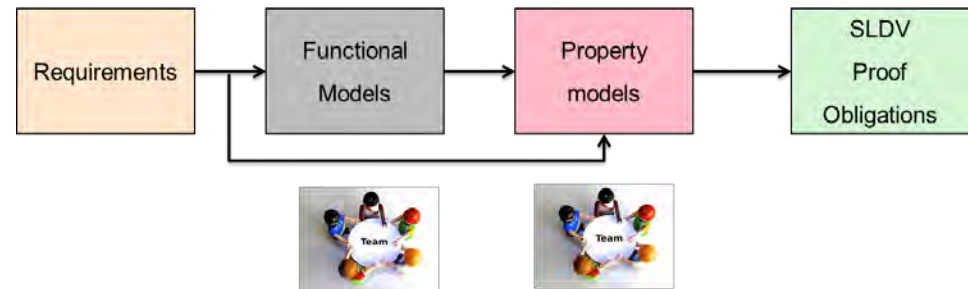 Requirements
Functional
Models
Property
models
SLDV
Proof
Obligations
Team
Team